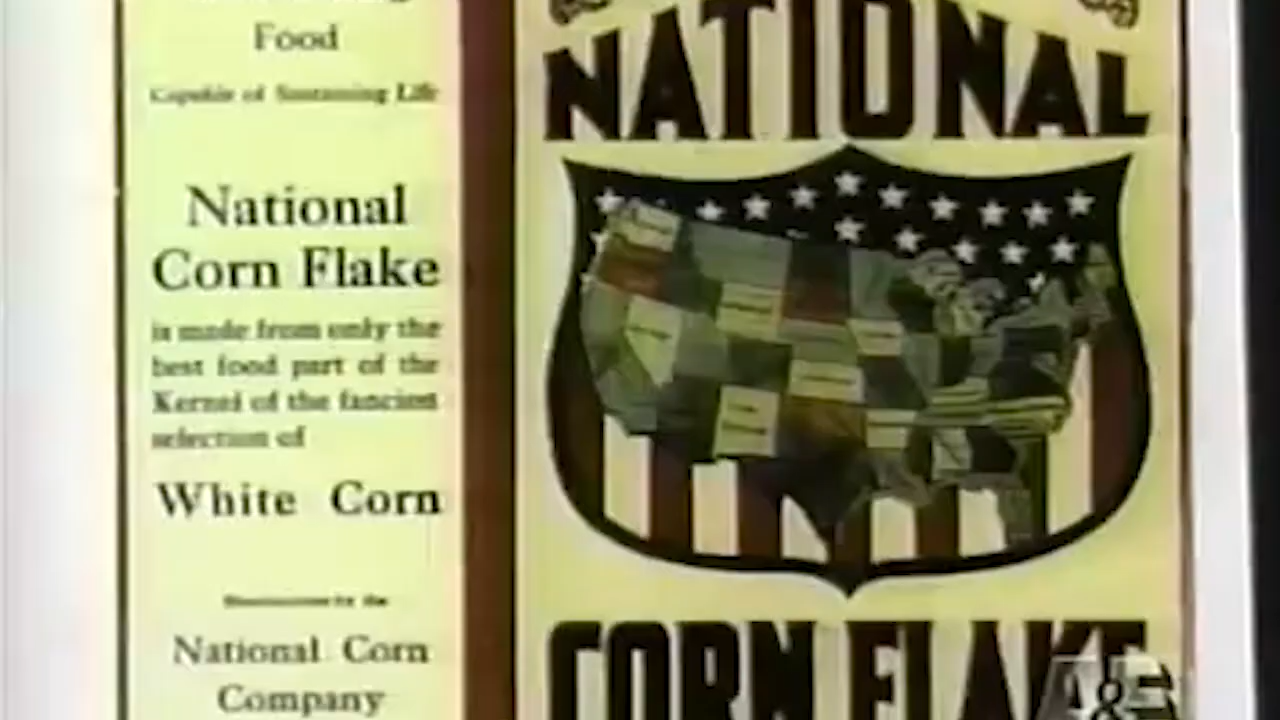 Food
Capable of Sustaining Life
National
Corn Flake
is made from only the
best food part of the
Kernel of the fanciest
selection of
White Corn
the
National Corn
Company
NATIONAL
CORN FLAKE
A&E